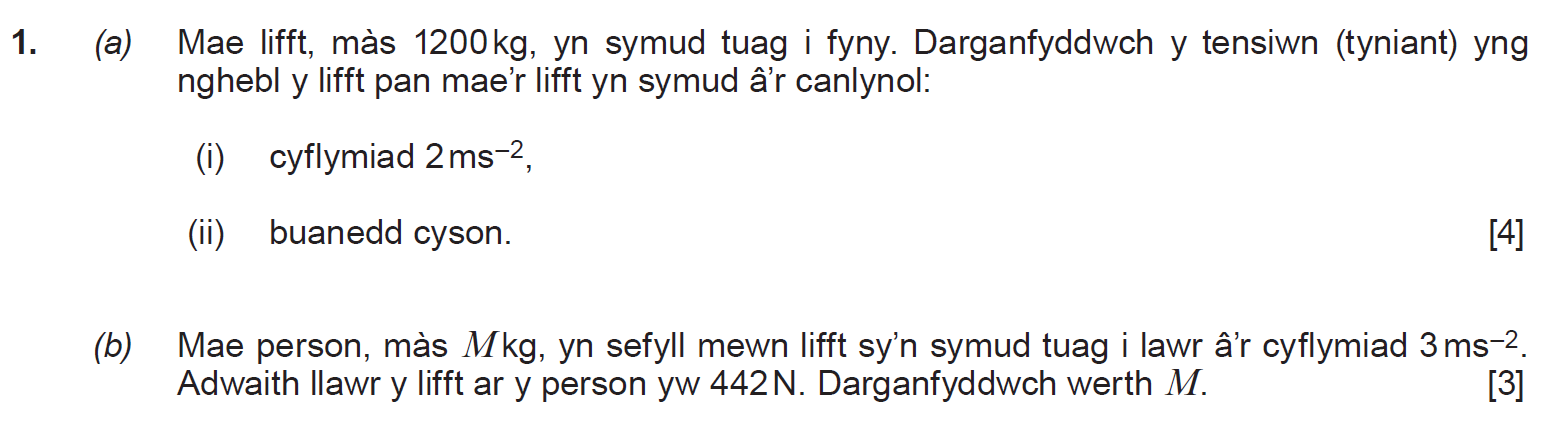 1. (a) Mae lifft, màs 1200 kg, yn symud tuag i fyny. Darganfyddwch y tensiwn (tyniant) yng
nghebl y lifft pan mae'r lifft yn symud â'r canlynol:
(i) cyflymiad 2 ms⁻²,
(ii) buanedd cyson. [4]
(b) Mae person, màs M kg, yn sefyll mewn lifft sy'n symud tuag i lawr â'r cyflymiad 3 ms⁻².
Adwaith llawr y lifft ar y person yw 442 N. Darganfyddwch werth M. [3]